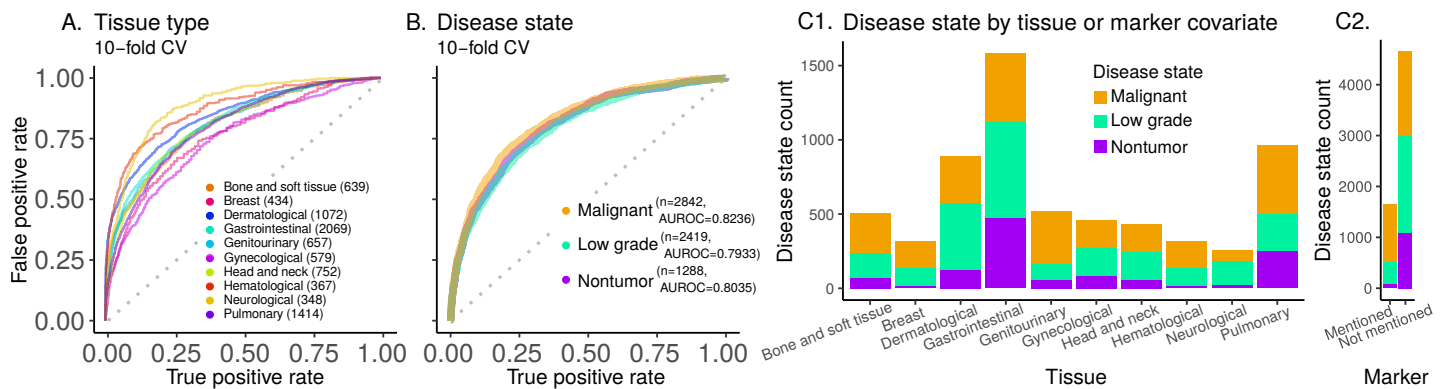 A. Tissue type
10−fold CV
1.00
0.75
0.50
0.25
0.00
False positive rate
Bone and soft tissue (639)
Breast (434)
Dermatological (1072)
Gastrointestinal (2069)
Genitourinary (657)
Gynecological (579)
Head and neck (752)
Hematological (367)
Neurological (348)
Pulmonary (1414)
0.00 0.25 0.50 0.75 1.00
True positive rate
B. Disease state
10−fold CV
Malignant (n=2842, AUROC=0.8236)
Low grade (n=2419, AUROC=0.7933)
Nontumor (n=1288, AUROC=0.8035)
0.00 0.25 0.50 0.75 1.00
True positive rate
C1. Disease state by tissue or marker covariate
1500
1000
500
0
Disease state count
Disease state
Malignant
Low grade
Nontumor
Bone and soft tissue
Breast
Dermatological
Gastrointestinal
Genitourinary
Gynecological
Head and neck
Hematological
Neurological
Pulmonary
Tissue
C2.
4000
3000
2000
1000
0
Disease state count
Mentioned
Not mentioned
Marker